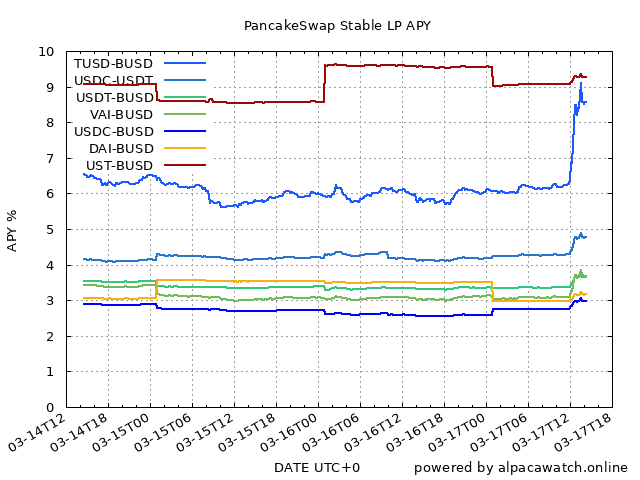 PancakeSwap Stable LP APY
10
9
8
7
6
5
4
3
2
1
0
APY %
TUSD-BUSD
USDC-USDT
USDT-BUSD
VAI-BUSD
USDC-BUSD
DAI-BUSD
UST-BUSD
03-14T12
03-14T18
03-15T00
03-15T06
03-15T12
03-15T18
03-16T00
03-16T06
03-16T12
03-16T18
03-17T00
03-17T06
03-17T12
03-17T18
DATE UTC+0
powered by alpacawatch.online